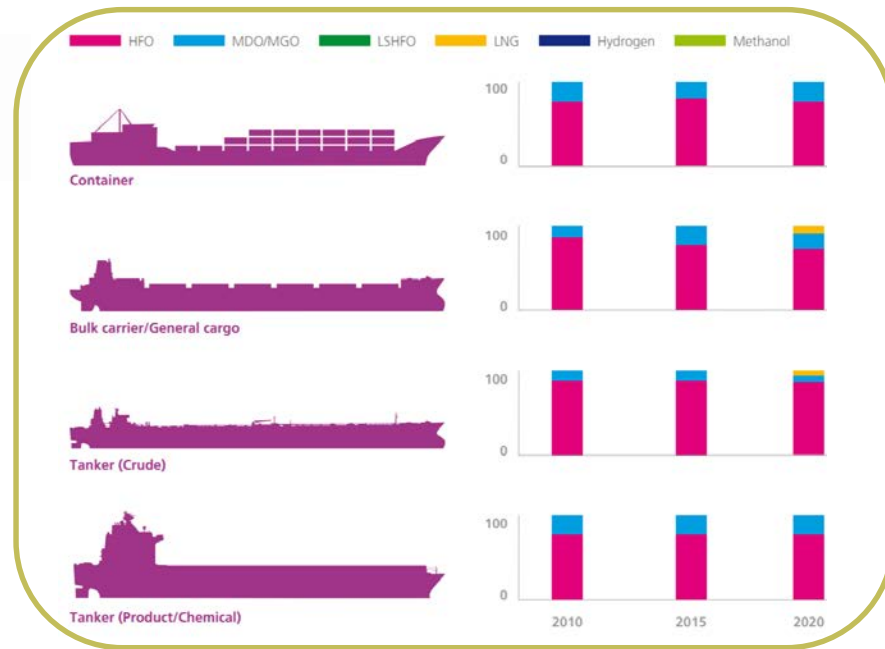 HFO MDO/MGO LSHFO LNG Hydrogen Methanol
100
0
Container
100
0
Bulk carrier/General cargo
100
0
Tanker (Crude)
100
0
Tanker (Product/Chemical)
2010 2015 2020